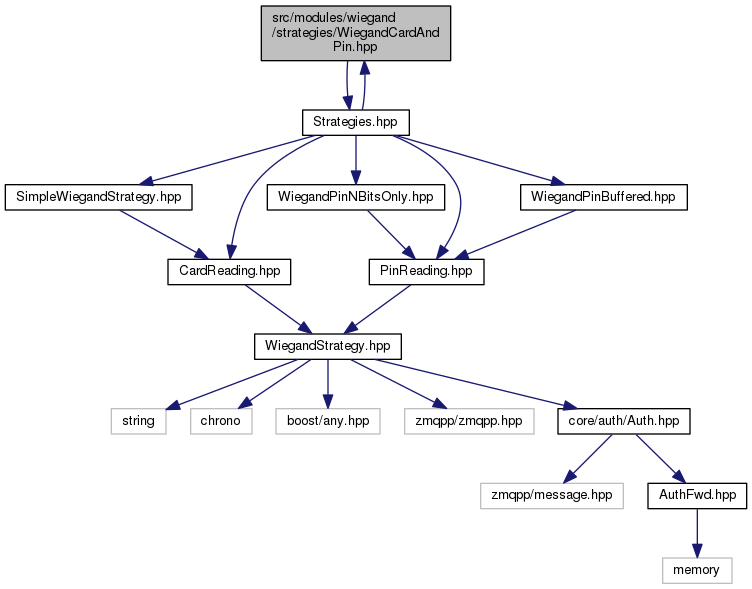 src/modules/wiegand
/strategies/WiegandCardAnd
Pin.hpp
Strategies.hpp
SimpleWiegandStrategy.hpp
WiegandPinNBitsOnly.hpp
WiegandPinBuffered.hpp
CardReading.hpp
PinReading.hpp
WiegandStrategy.hpp
string
chrono
boost/any.hpp
zmqpp/zmqpp.hpp
core/auth/Auth.hpp
zmqpp/message.hpp
AuthFwd.hpp
memory